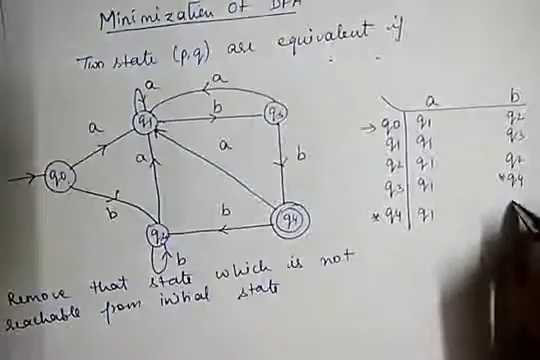 Minimization of DFA
Two state (p,q) are equivalent if
a
a
q1
b
q3
a
a
b
q0
a
b
b
q4
q2
b
Remove that state which is not
reachable from initial state
a b
→ q0 q1 q2
q1 q1 q3
q2 q1 q2
q3 q1 *q4
* q4 q1